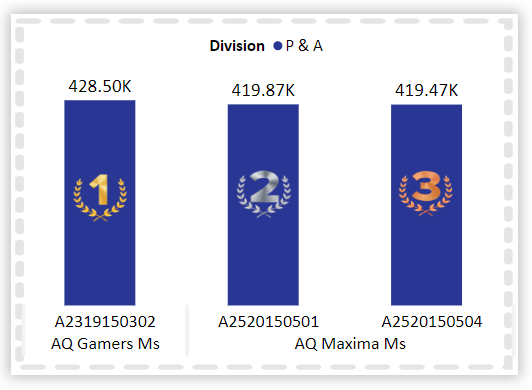 Division P & A
428.50K
419.87K
419.47K
1
2
3
A2319150302
A2520150501
A2520150504
AQ Gamers Ms
AQ Maxima Ms